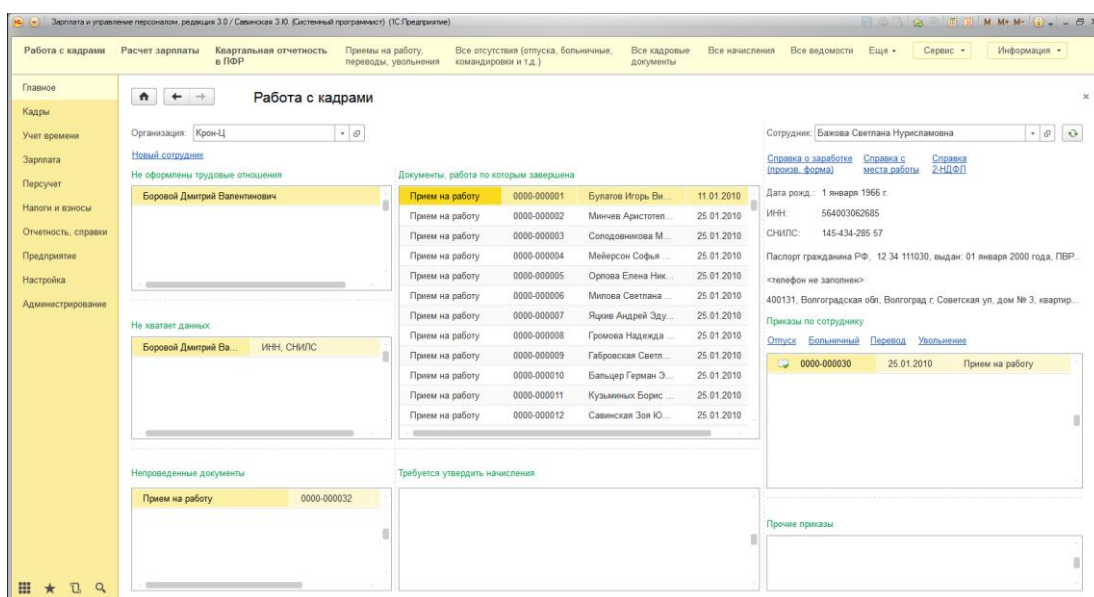 Зарплата и управление персоналом, редакция 3.0 / Савинская З.Ю. (Системный программист) (1С:Предприятие)
M M+ M-
Работа с кадрами
Расчет зарплаты
Квартальная отчетность
в ПФР
Приемы на работу,
переводы, увольнения
Все отсутствия (отпуска, больничные,
командировки и т.д.)
Все кадровые
документы
Все начисления
Все ведомости
Еще
Сервис
Информация
Главное
Кадры
Учет времени
Зарплата
Персучет
Налоги и взносы
Отчетность, справки
Предприятие
Настройка
Администрирование
Работа с кадрами
Организация: Крон-Ц
Новый сотрудник
Не оформлены трудовые отношения
Боровой Дмитрий Валентинович
Не хватает данных
Боровой Дмитрий Ва... ИНН, СНИЛС
Непроведенные документы
Прием на работу 0000-000032
Документы, работа по которым завершена
Прием на работу 0000-000001 Булатов Игорь Ви... 11.01.2010
Прием на работу 0000-000002 Минчев Аристотел... 25.01.2010
Прием на работу 0000-000003 Солодовникова М... 25.01.2010
Прием на работу 0000-000004 Мейерсон Софья ... 25.01.2010
Прием на работу 0000-000005 Орлова Елена Ник... 25.01.2010
Прием на работу 0000-000006 Милова Светлана ... 25.01.2010
Прием на работу 0000-000007 Яцкив Андрей Эду... 25.01.2010
Прием на работу 0000-000008 Громова Надежда ... 25.01.2010
Прием на работу 0000-000009 Габровская Светл... 25.01.2010
Прием на работу 0000-000010 Бальцер Герман Э... 25.01.2010
Прием на работу 0000-000011 Кузьминых Борис ... 25.01.2010
Прием на работу 0000-000012 Савинская Зоя Ю... 25.01.2010
Требуется утвердить начисления
Сотрудник: Бажова Светлана Нурисламовна
Справка о заработке
(произв. форма)
Справка с
места работы
Справка
2-НДФЛ
Дата рожд.: 1 января 1966 г.
ИНН: 564003062685
СНИЛС: 145-434-285 57
Паспорт гражданина РФ, 12 34 111030, выдан: 01 января 2000 года, ПВР...
<телефон не заполнен>
400131, Волгоградская обл, Волгоград г, Советская ул, дом № 3, квартир...
Приказы по сотруднику
Отпуск Больничный Перевод Увольнение
0000-000030 25.01.2010 Прием на работу
Прочие приказы